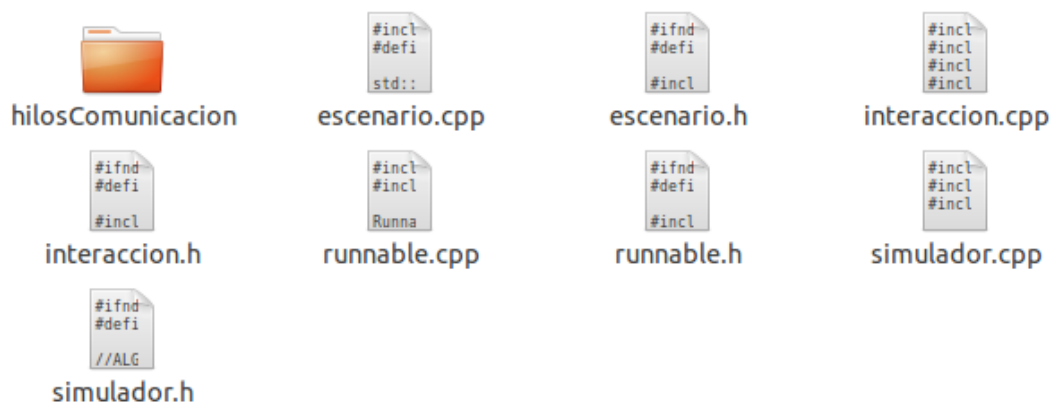 #incl
#defi
std::
#ifnd
#defi
#incl
#incl
#incl
#incl
#incl
hilosComunicacion
escenario.cpp
escenario.h
interaccion.cpp
#ifnd
#defi
#incl
#incl
#incl
Runna
#ifnd
#defi
#incl
#incl
#incl
#incl
interaccion.h
runnable.cpp
runnable.h
simulador.cpp
#ifnd
#defi
//ALG
simulador.h